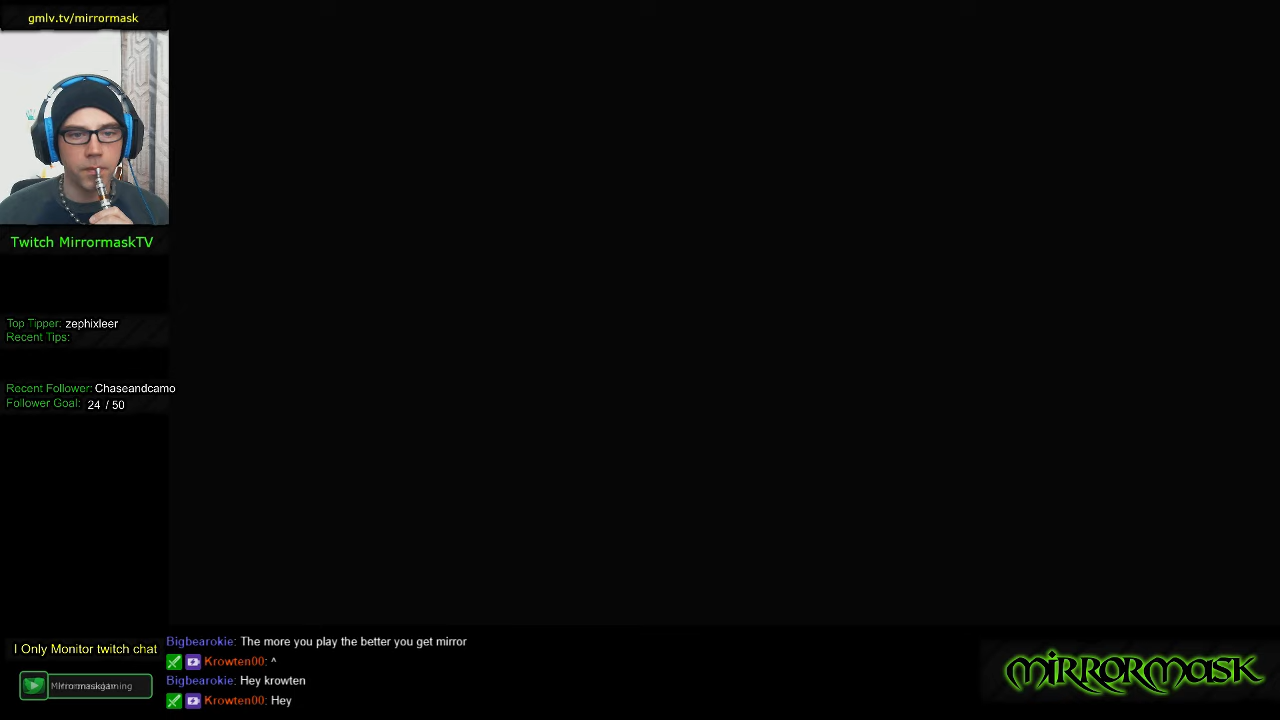 gmlv.tv/mirrormask
Twitch MirrormaskTV
Top Tipper: zephixleer
Recent Tips:
Recent Follower: Chaseandcamo
Follower Goal: 24 / 50
I Only Monitor twitch chat
Bigbearokie: The more you play the better you get mirror
Krowten00: ^
Bigbearokie: Hey krowten
Krowten00: Hey
MIRRORMASK